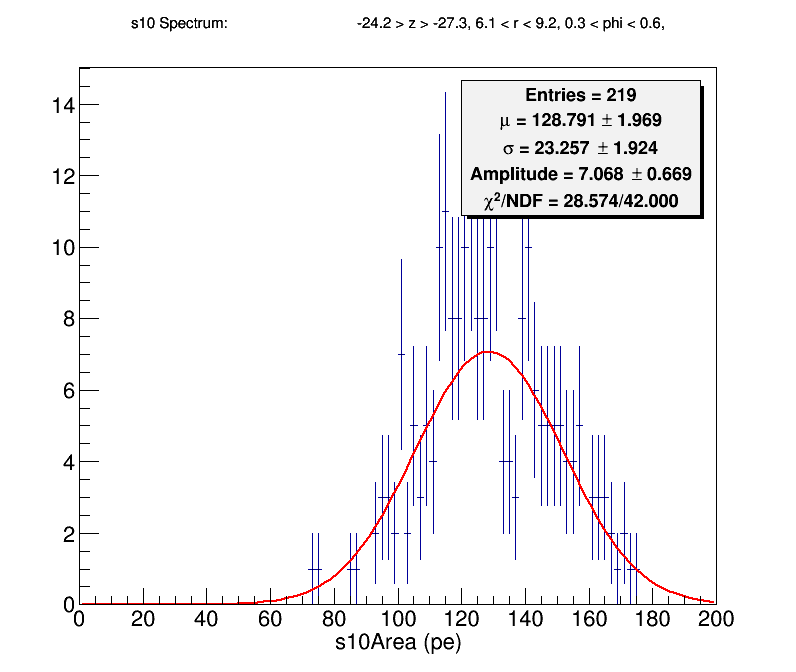 s10 Spectrum: -24.2 > z > -27.3, 6.1 < r < 9.2, 0.3 < phi < 0.6,
Entries = 219
μ = 128.791 ± 1.969
σ = 23.257 ± 1.924
Amplitude = 7.068 ± 0.669
χ²/NDF = 28.574/42.000
14
12
10
8
6
4
2
0
0 20 40 60 80 100 120 140 160 180 200
s10Area (pe)